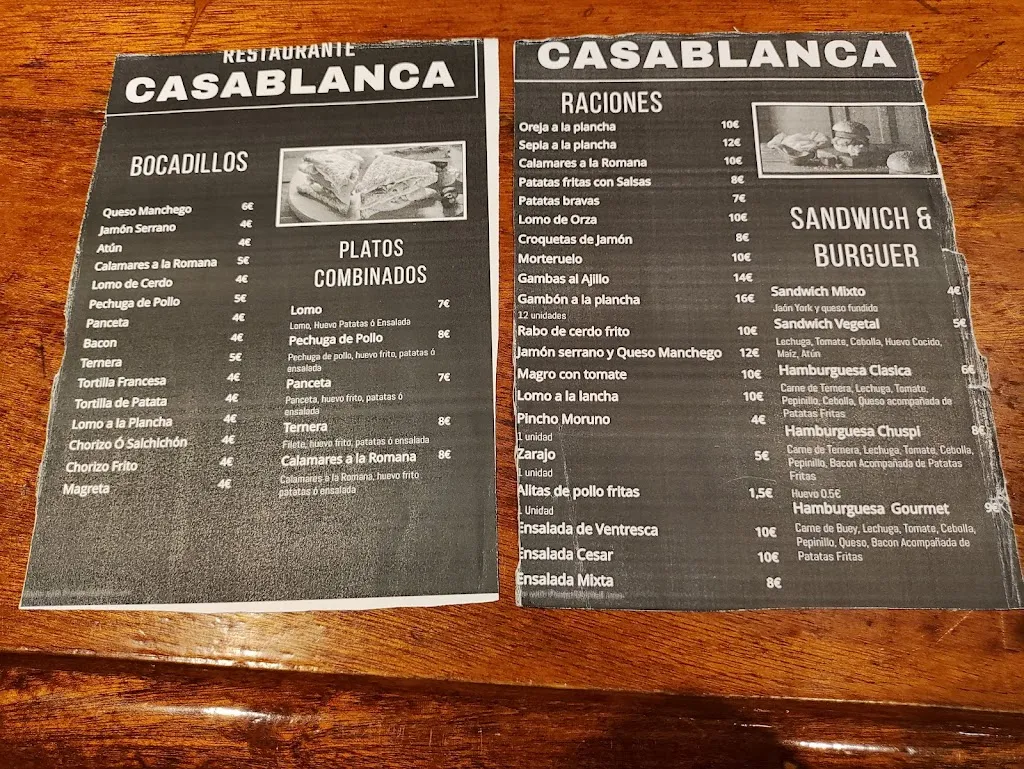 RESTAURANTE
CASABLANCA
BOCADILLOS
Queso Manchego 6€
Jamón Serrano 4€
Atún 4€
Calamares a la Romana 5€
Lomo de Cerdo 4€
Pechuga de Pollo 5€
Panceta 4€
Bacon 4€
Ternera 5€
Tortilla Francesa 4€
Tortilla de Patata 4€
Lomo a la Plancha 4€
Chorizo Ó Salchichón 4€
Chorizo Frito 4€
Magreta 4€
PLATOS
COMBINADOS
Lomo 7€
Lomo, Huevo Patatas ó Ensalada
Pechuga de Pollo 8€
Pechuga de pollo, huevo frito, patatas ó
ensalada
Panceta 7€
Panceta, huevo frito, patatas ó
ensalada
Ternera 8€
Filete, huevo frito, patatas ó ensalada
Calamares a la Romana 8€
Calamares a la Romana, huevo frito
patatas ó ensalada
CASABLANCA
RACIONES
Oreja a la plancha 10€
Sepia a la plancha 12€
Calamares a la Romana 10€
Patatas fritas con Salsas 8€
Patatas bravas 7€
Lomo de Orza 10€
Croquetas de Jamón 8€
Morteruelo 10€
Gambas al Ajillo 14€
Gambón a la plancha 16€
12 unidades
Rabo de cerdo frito 10€
Jamón serrano y Queso Manchego 12€
Magro con tomate 10€
Lomo a la lancha 10€
Pincho Moruno 4€
1 unidad
Zarajo 5€
1 unidad
Alitas de pollo fritas 1,5€
1 Unidad
Ensalada de Ventresca 10€
Ensalada Cesar 10€
Ensalada Mixta 8€
SANDWICH &
BURGUER
Sandwich Mixto 4€
Jaón York y queso fundido
Sandwich Vegetal 5€
Lechuga, Tomate, Cebolla, Huevo Cocido,
Maíz, Atún
Hamburguesa Clasica 6€
Carne de Ternera, Lechuga, Tomate,
Pepinillo, Cebolla, Queso acompañada de
Patatas Fritas
Hamburguesa Chuspi 8€
Carne de Ternera, Lechuga, Tomate, Cebolla,
Pepinillo, Bacon Acompañada de Patatas
Fritas
Huevo 0.5€
Hamburguesa Gourmet 9€
Carne de Buey, Lechuga, Tomate, Cebolla,
Pepinillo, Queso, Bacon Acompañada de
Patatas Fritas